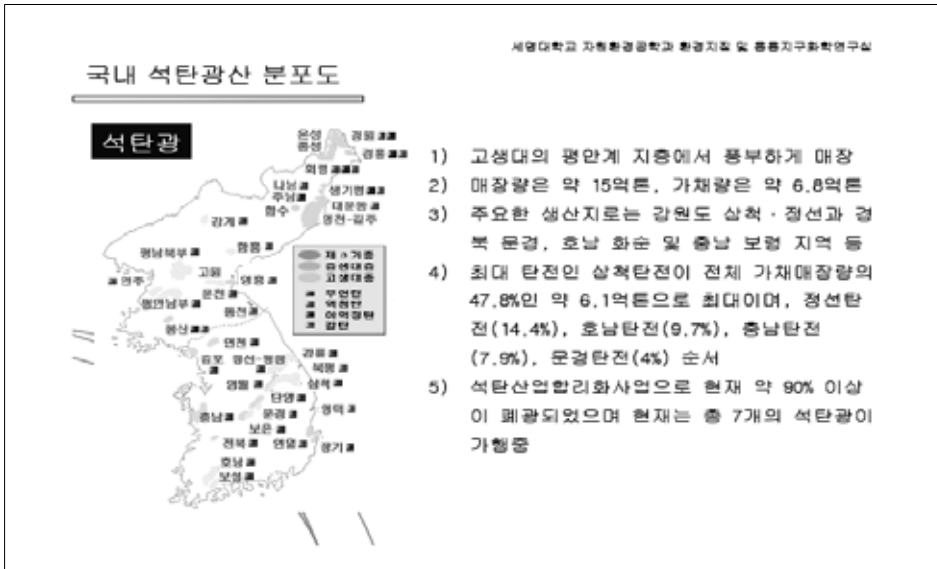 세명대학교 자원환경공학과 환경지질 및 응용지구화학연구실
국내 석탄광산 분포도
석탄광
온성
경원
경흥
회령
나남
주남
생기령
함수
길주
강계
함흥
평남북부
고원
안주
영흥
문천
평안남부
통천
제3기층
중생대층
고생대층
무연탄
역청탄
아역청탄
갈탄
연천
김포
정선-평창
강릉
북평
삼척
영월
단양
충남
문경
영덕
보은
전북
연일
장기
호남
보성
1) 고생대의 평안계 지층에서 풍부하게 매장
2) 매장량은 약 15억톤, 가채량은 약 6.8억톤
3) 주요한 생산지로는 강원도 삼척 · 정선과 경
북 문경, 호남 화순 및 충남 보령 지역 등
4) 최대 탄전인 삼척탄전이 전체 가채매장량의
47.8%인 약 6.1억톤으로 최대이며, 정선탄
전(14.4%), 호남탄전(9.7%), 충남탄전
(7.9%), 문경탄전(4%) 순서
5) 석탄산업합리화사업으로 현재 약 90% 이상
이 폐광되었으며 현재는 총 7개의 석탄광이
가행중